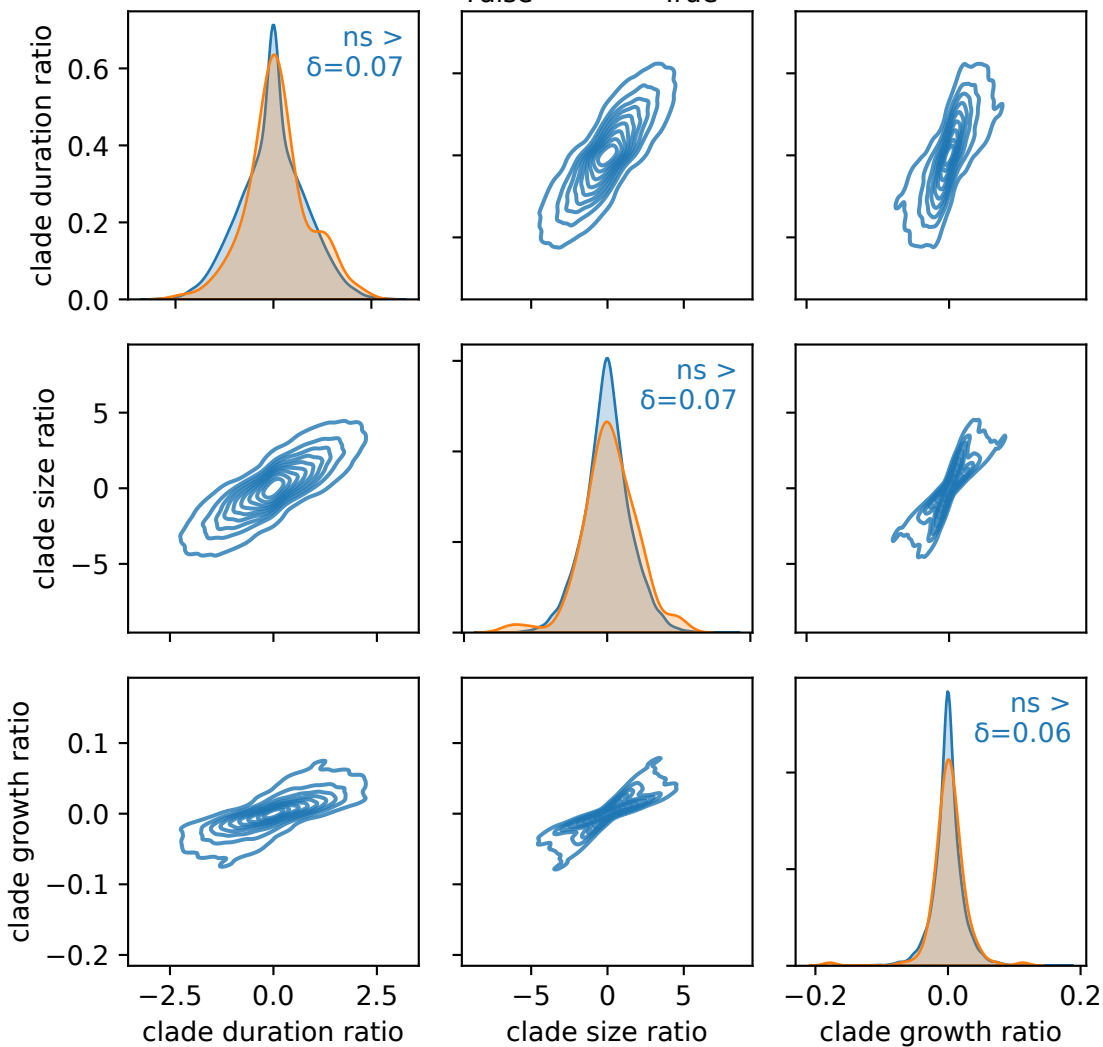 True
clade duration ratio
0.6
0.4
0.2
0.0
ns >
δ=0.07
clade size ratio
5
0
−5
ns >
δ=0.07
clade growth ratio
0.1
0.0
−0.1
−0.2
ns >
δ=0.06
−2.5 0.0 2.5
−5 0 5
−0.2 0.0 0.2
clade duration ratio
clade size ratio
clade growth ratio